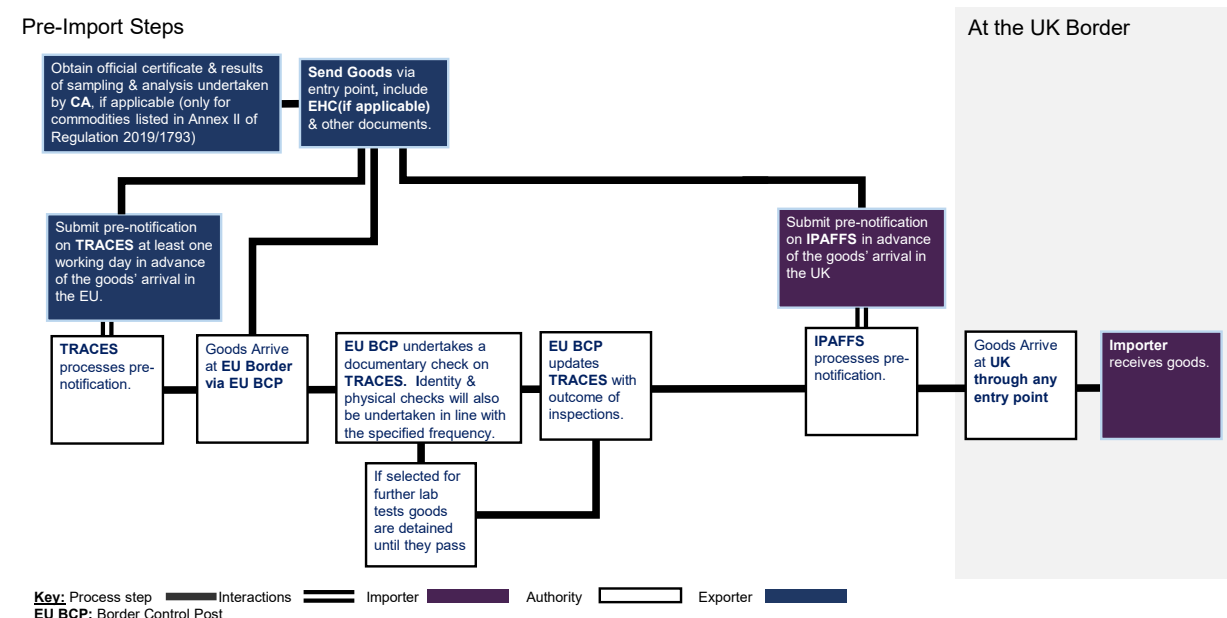 Pre-Import Steps
At the UK Border
Obtain official certificate & results
of sampling & analysis undertaken
by CA, if applicable (only for
commodities listed in Annex II of
Regulation 2019/1793)
Send Goods via
entry point, include
EHC(if applicable)
& other documents.
Submit pre-notification
on TRACES at least one
working day in advance
of the goods' arrival in
the EU.
Submit pre-notification
on IPAFFS in advance
of the goods' arrival in
the UK
TRACES
processes pre-
notification.
Goods Arrive
at EU Border
via EU BCP
EU BCP undertakes a
documentary check on
TRACES. Identity &
physical checks will also
be undertaken in line with
the specified frequency.
EU BCP
updates
TRACES with
outcome of
inspections.
IPAFFS
processes pre-
notification.
Goods Arrive
at UK
through any
entry point
Importer
receives goods.
If selected for
further lab
tests goods
are detained
until they pass
Key: Process step Interactions Importer Authority Exporter
EU BCP: Border Control Post